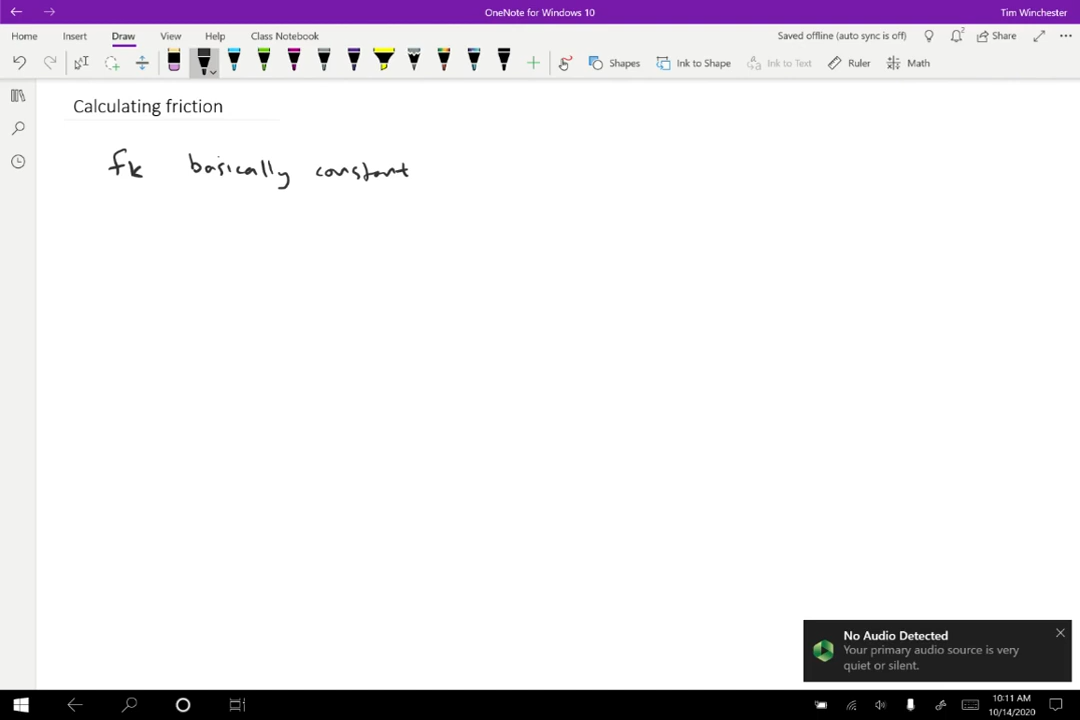 OneNote for Windows 10
Tim Winchester
Home Insert Draw View Help Class Notebook
Saved offline (auto sync is off) Share
Shapes Ink to Shape Ink to Text Ruler Math
Calculating friction
fk basically constant
No Audio Detected
Your primary audio source is very
quiet or silent.
10:11 AM
10/14/2020